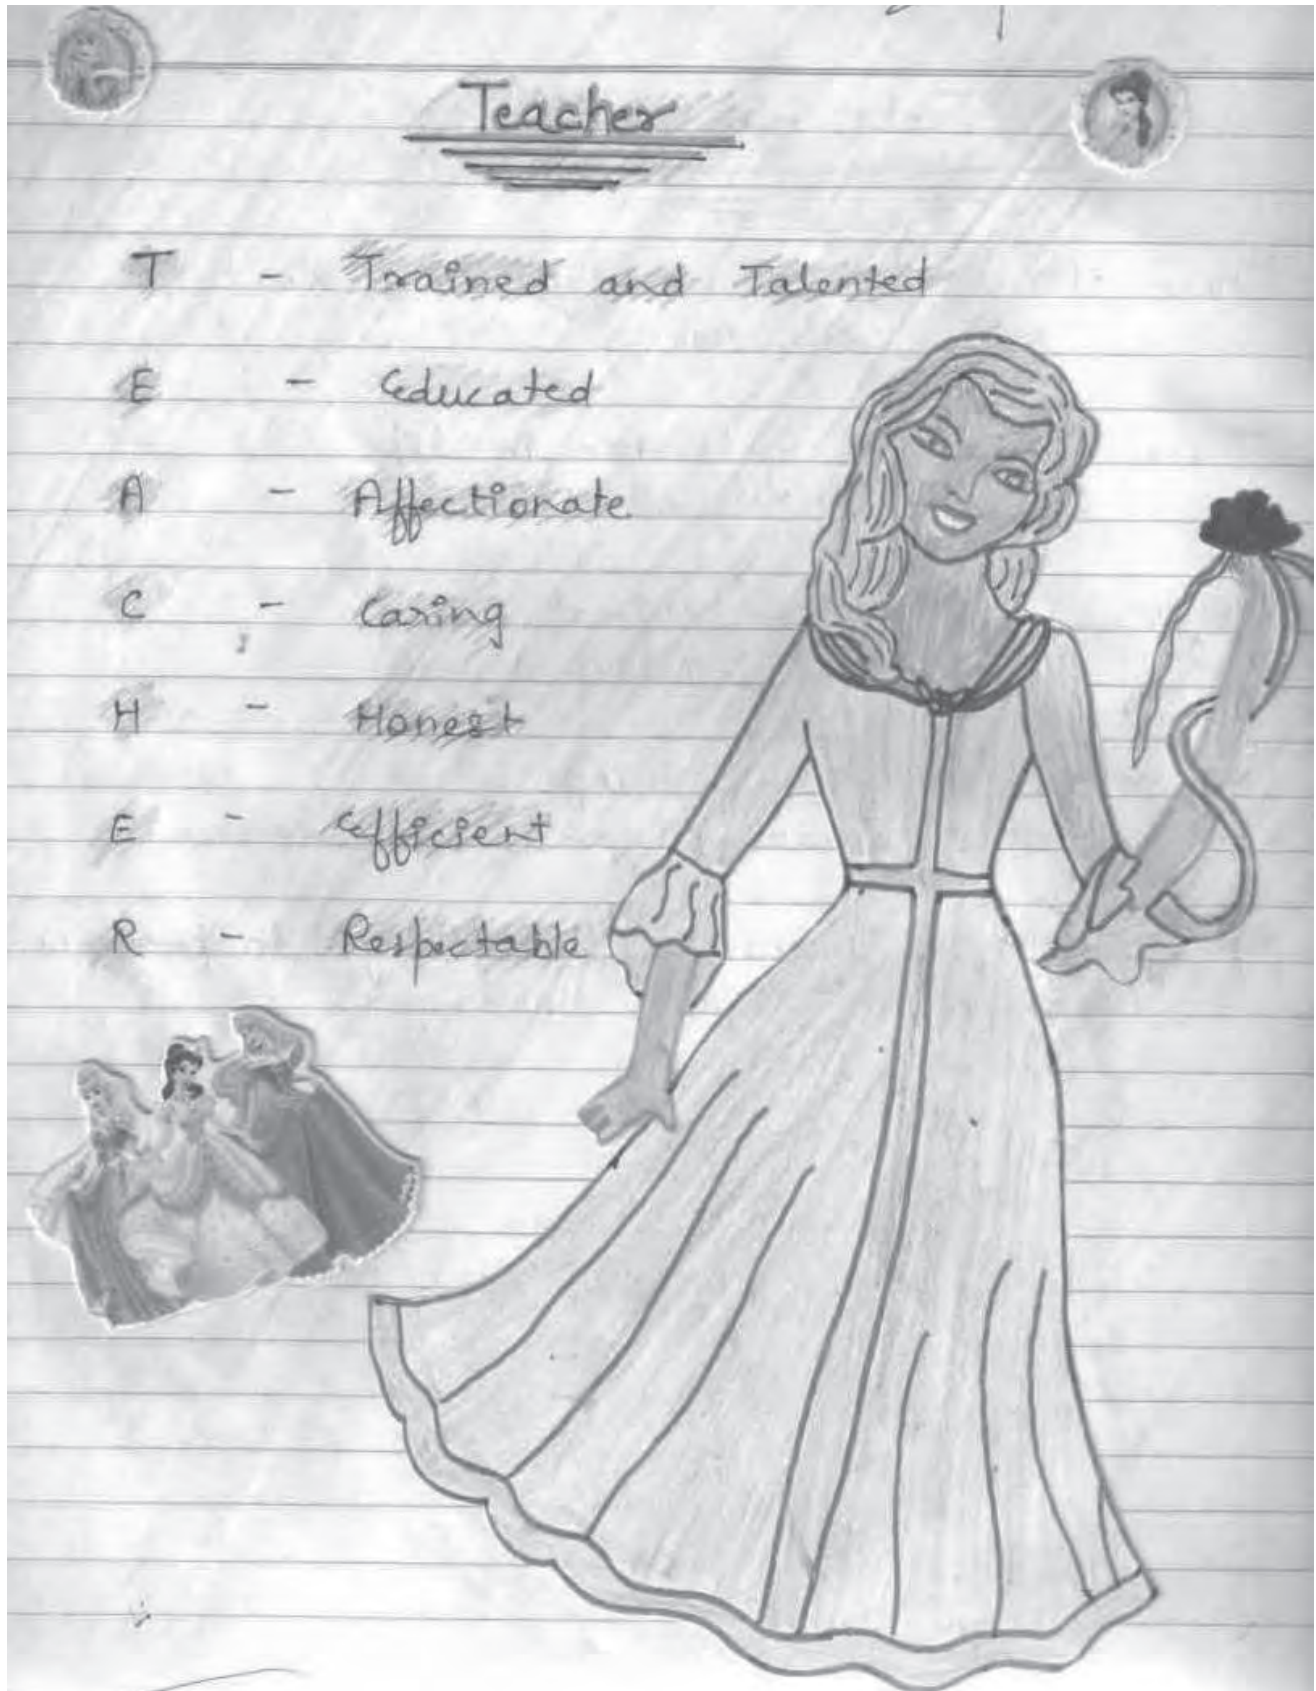 Teacher
T - Trained and Talented
E - Educated
A - Affectionate
C - Caring
H - Honest
E - Efficient
R - Respectable